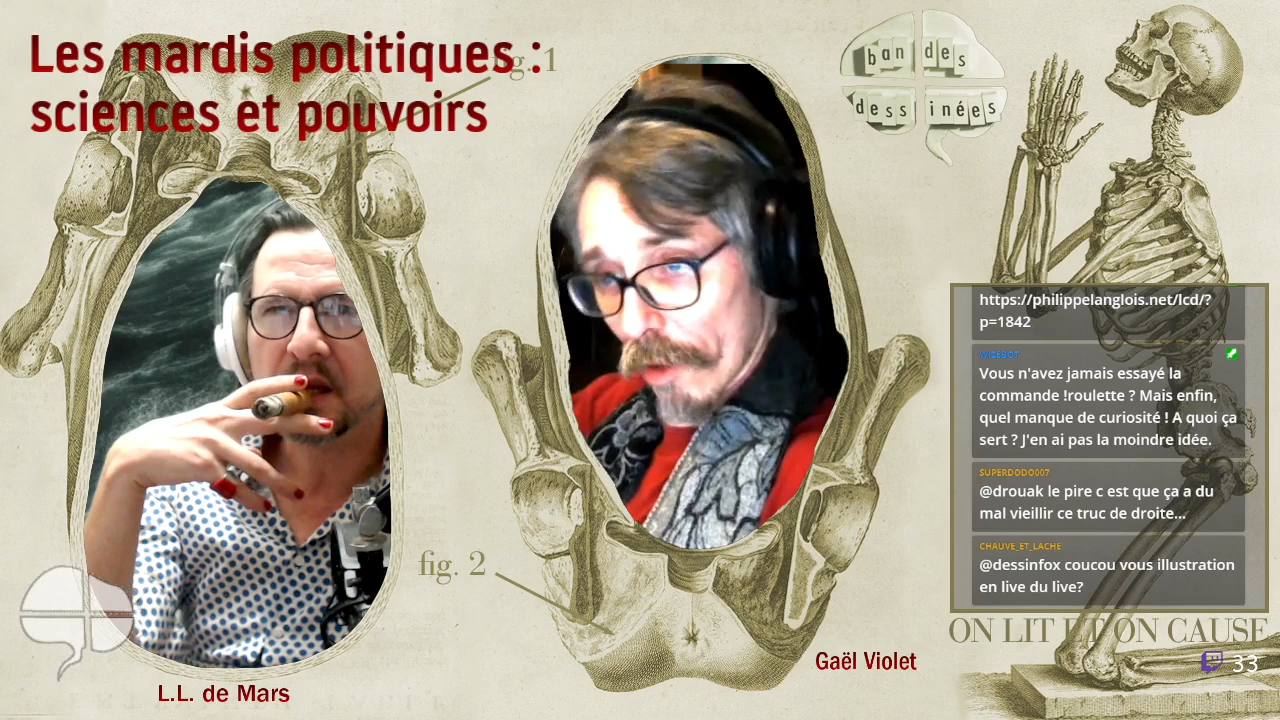 Les mardis politiques :
sciences et pouvoirs
fig. 1
ban des
dess inées
https://philippelanglois.net/lcd/?
p=1842
WIZEBOT
Vous n'avez jamais essayé la
commande !roulette ? Mais enfin,
quel manque de curiosité ! A quoi ça
sert ? J'en ai pas la moindre idée.
SUPERDODO007
@drouak le pire c est que ça a du
mal vieillir ce truc de droite...
CHAUVE_ET_LACHE
@dessinfox coucou vous illustration
en live du live?
fig. 2
ON LIT ET ON CAUSE
33
Gaël Violet
L.L. de Mars